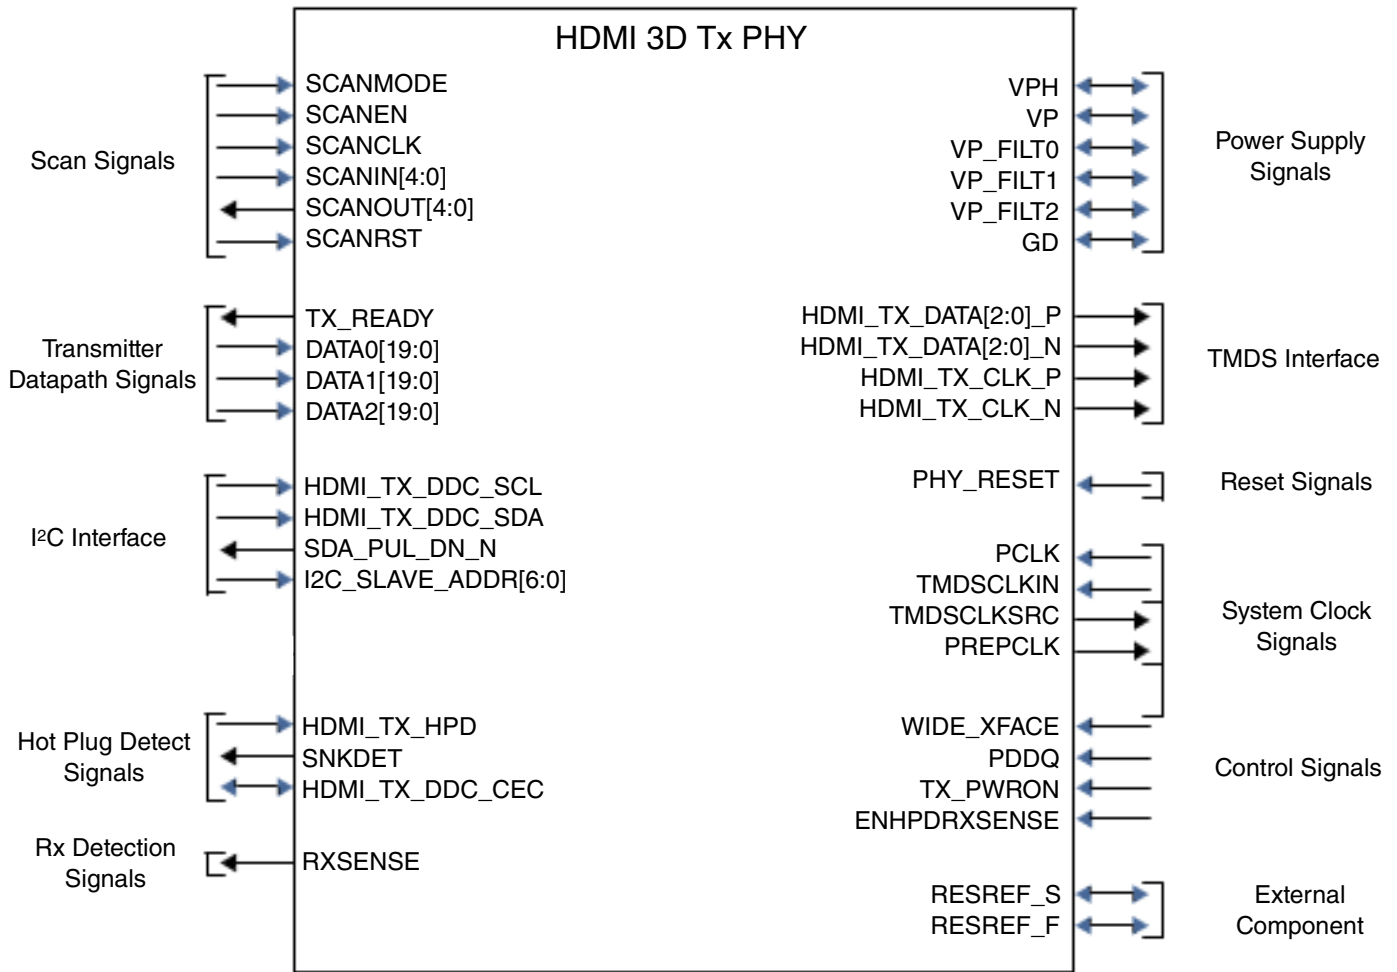 HDMI 3D Tx PHY
Scan Signals
SCANMODE
SCANEN
SCANCLK
SCANIN[4:0]
SCANOUT[4:0]
SCANRST
Transmitter
Datapath Signals
TX_READY
DATA0[19:0]
DATA1[19:0]
DATA2[19:0]
I2C Interface
HDMI_TX_DDC_SCL
HDMI_TX_DDC_SDA
SDA_PUL_DN_N
I2C_SLAVE_ADDR[6:0]
Hot Plug Detect
Signals
HDMI_TX_HPD
SNKDET
HDMI_TX_DDC_CEC
Rx Detection
Signals
RXSENSE
VPH
VP
VP_FILT0
VP_FILT1
VP_FILT2
GD
Power Supply
Signals
HDMI_TX_DATA[2:0]_P
HDMI_TX_DATA[2:0]_N
HDMI_TX_CLK_P
HDMI_TX_CLK_N
TMDS Interface
PHY_RESET
Reset Signals
PCLK
TMDSCLKIN
TMDSCLKSRC
PREPCLK
System Clock
Signals
WIDE_XFACE
PDDQ
TX_PWRON
ENHPDRXSENSE
Control Signals
RESREF_S
RESREF_F
External
Component